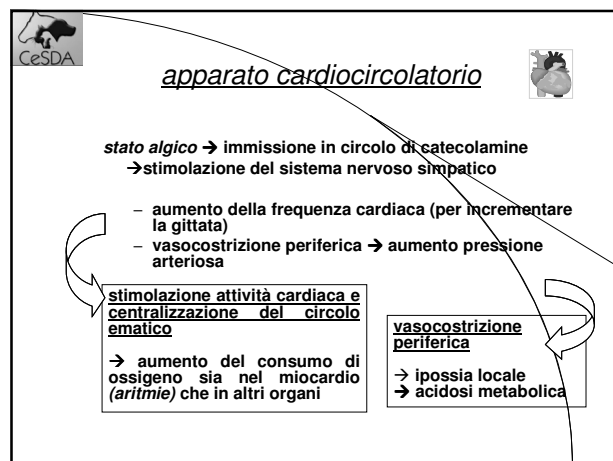 CeSDA
apparato cardiocircolatorio
stato algico → immissione in circolo di catecolamine
→stimolazione del sistema nervoso simpatico
– aumento della frequenza cardiaca (per incrementare
la gittata)
– vasocostrizione periferica → aumento pressione
arteriosa
stimolazione attività cardiaca e
centralizzazione del circolo
ematico
→ aumento del consumo di
ossigeno sia nel miocardio
(aritmie) che in altri organi
vasocostrizione
periferica
→ ipossia locale
→ acidosi metabolica